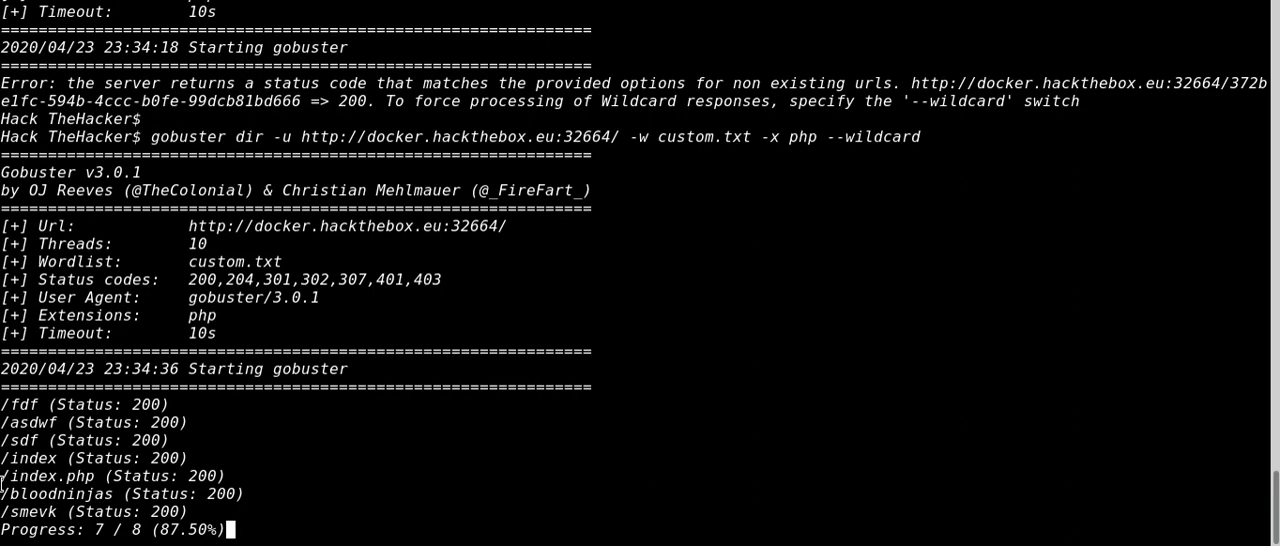 [+] Timeout:        10s
===============================================================
2020/04/23 23:34:18 Starting gobuster
===============================================================
Error: the server returns a status code that matches the provided options for non existing urls. http://docker.hackthebox.eu:32664/372b
e1fc-594b-4ccc-b0fe-99dcb81bd666 => 200. To force processing of Wildcard responses, specify the '--wildcard' switch
Hack TheHacker$
Hack TheHacker$ gobuster dir -u http://docker.hackthebox.eu:32664/ -w custom.txt -x php --wildcard
===============================================================
Gobuster v3.0.1
by OJ Reeves (@TheColonial) & Christian Mehlmauer (@_FireFart_)
===============================================================
[+] Url:            http://docker.hackthebox.eu:32664/
[+] Threads:        10
[+] Wordlist:       custom.txt
[+] Status codes:   200,204,301,302,307,401,403
[+] User Agent:     gobuster/3.0.1
[+] Extensions:     php
[+] Timeout:        10s
===============================================================
2020/04/23 23:34:36 Starting gobuster
===============================================================
/fdf (Status: 200)
/asdwf (Status: 200)
/sdf (Status: 200)
/index (Status: 200)
/index.php (Status: 200)
/bloodninjas (Status: 200)
/smevk (Status: 200)
Progress: 7 / 8 (87.50%)